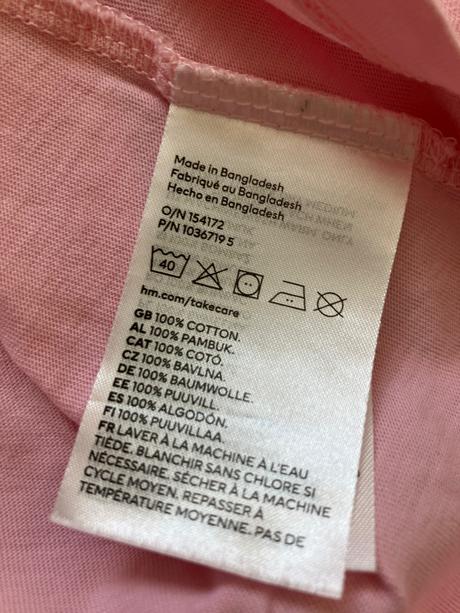 Made in Bangladesh
Fabriqué au Bangladesh
Hecho en Bangladesh
O/N 154172
P/N 1036719 5
40
hm.com/takecare
GB 100% COTTON.
AL 100% PAMBUK.
CAT 100% COTÓ.
CZ 100% BAVLNA.
DE 100% BAUMWOLLE.
EE 100% PUUVILL.
ES 100% ALGODÓN.
FI 100% PUUVILLAA.
FR LAVER À LA MACHINE À L'EAU
TIÈDE. BLANCHIR SANS CHLORE SI
NÉCESSAIRE. SÉCHER À LA MACHINE
CYCLE MOYEN. REPASSER À
TEMPÉRATURE MOYENNE. PAS DE